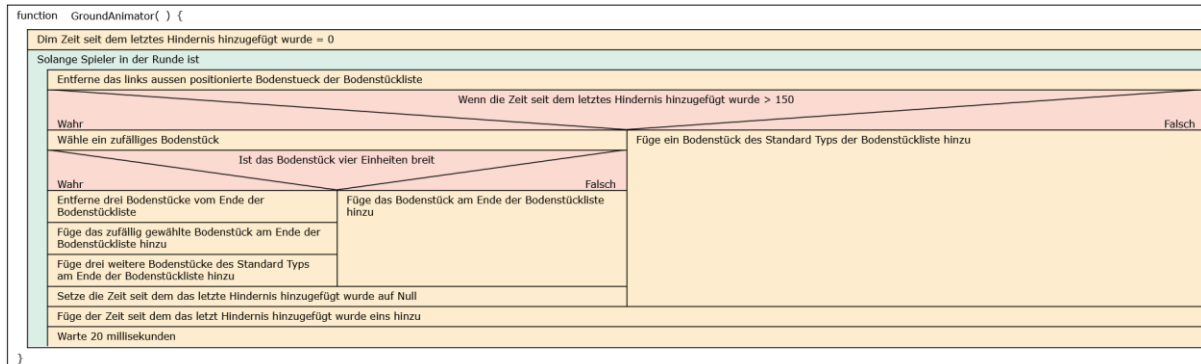 function GroundAnimator( ) {
Dim Zeit seit dem letztes Hindernis hinzugefügt wurde = 0
Solange Spieler in der Runde ist
Entferne das links aussen positionierte Bodenstueck der Bodenstückliste
Wenn die Zeit seit dem letztes Hindernis hinzugefügt wurde > 150
Wahr
Falsch
Wähle ein zufälliges Bodenstück
Füge ein Bodenstück des Standard Typs der Bodenstückliste hinzu
Ist das Bodenstück vier Einheiten breit
Wahr
Falsch
Entferne drei Bodenstücke vom Ende der
Bodenstückliste
Füge das Bodenstück am Ende der Bodenstückliste
hinzu
Füge das zufällig gewählte Bodenstück am Ende der
Bodenstückliste hinzu
Füge drei weitere Bodenstücke des Standard Typs
am Ende der Bodenstückliste hinzu
Setze die Zeit seit dem das letzte Hindernis hinzugefügt wurde auf Null
Füge der Zeit seit dem das letzt Hindernis hinzugefügt wurde eins hinzu
Warte 20 millisekunden
}